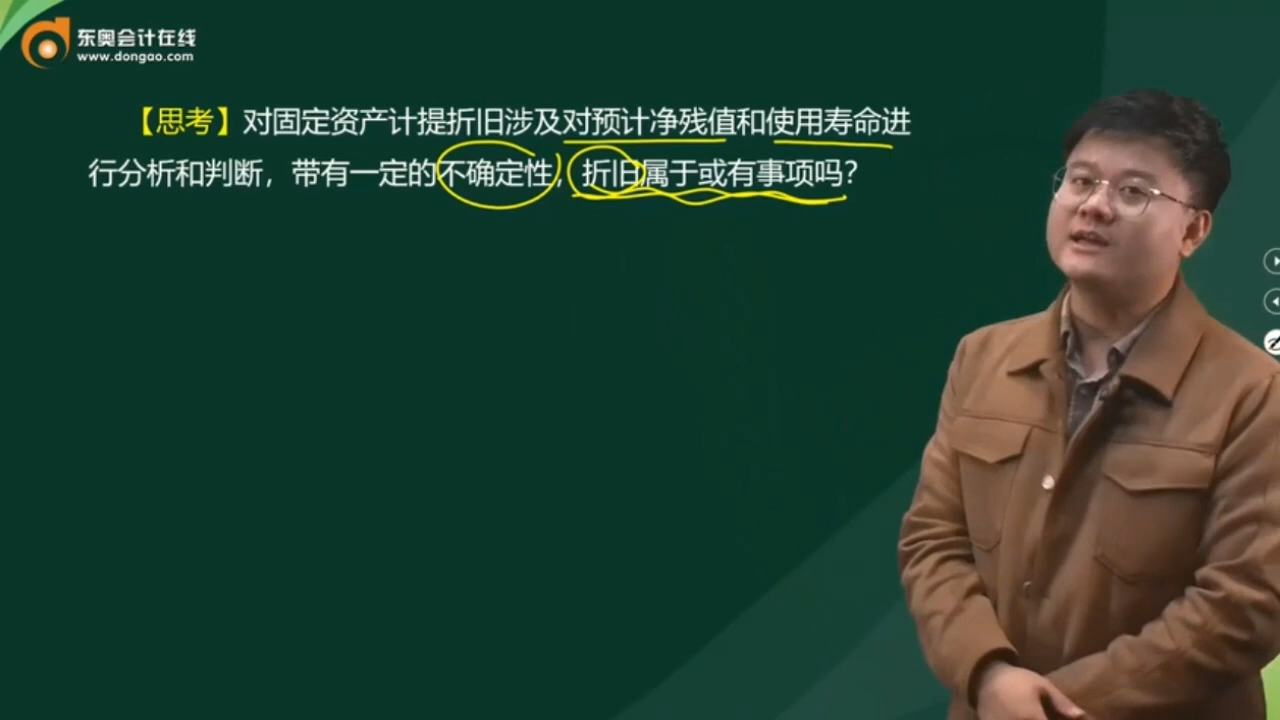 东奥会计在线
www.dongao.com
【思考】对固定资产计提折旧涉及对预计净残值和使用寿命进
行分析和判断，带有一定的不确定性，折旧属于或有事项吗？